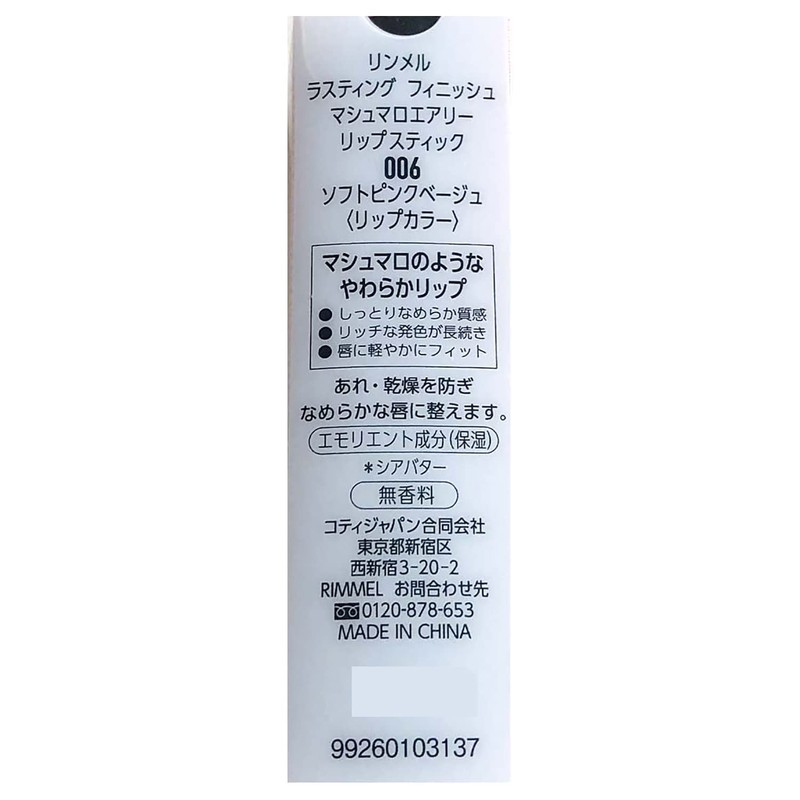 リンメル
ラスティング フィニッシュ
マシュマロエアリー
リップスティック
006
ソフトピンクベージュ
〈リップカラー〉
マシュマロのような
やわらかリップ
● しっとりなめらか質感
● リッチな発色が長続き
● 唇に軽やかにフィット
あれ・乾燥を防ぎ
なめらかな唇に整えます。
エモリエント成分(保湿)
*シアバター
無香料
コティジャパン合同会社
東京都新宿区
西新宿3-20-2
RIMMEL お問合わせ先
0120-878-653
MADE IN CHINA
99260103137